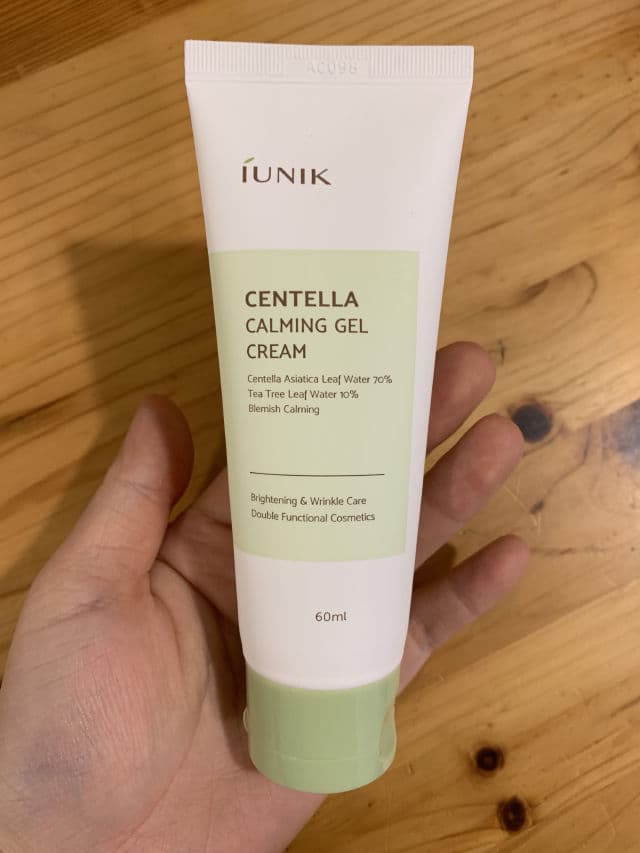 AC098
iUNIK
CENTELLA
CALMING GEL
CREAM
Centella Asiatica Leaf Water 70%
Tea Tree Leaf Water 10%
Blemish Calming
Brightening & Wrinkle Care
Double Functional Cosmetics
60ml